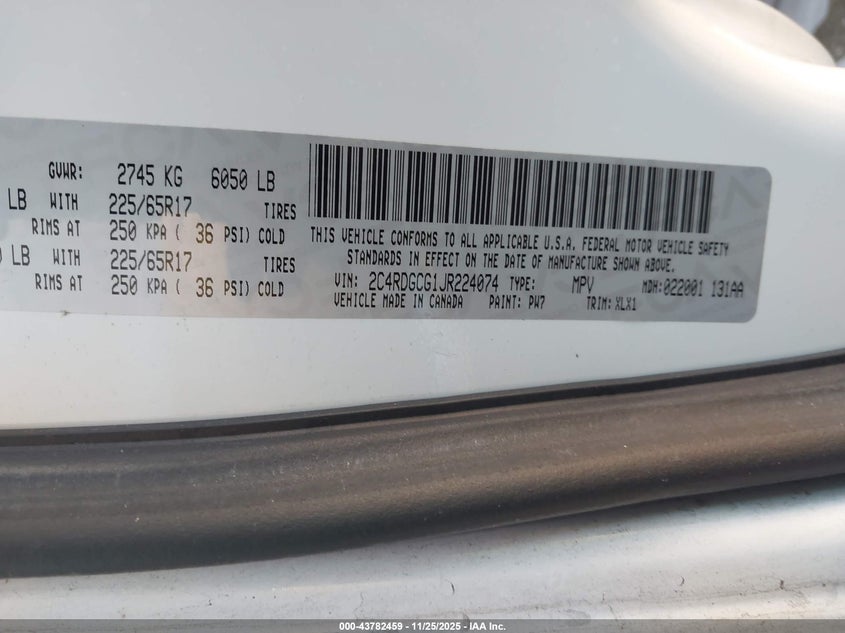 GVWR: 2745 KG 6050 LB
LB WITH 225/65R17 TIRES
RIMS AT 250 KPA ( 36 PSI) COLD
LB WITH 225/65R17 TIRES
RIMS AT 250 KPA ( 36 PSI) COLD
THIS VEHICLE CONFORMS TO ALL APPLICABLE U.S.A. FEDERAL MOTOR VEHICLE SAFETY
STANDARDS IN EFFECT ON THE DATE OF MANUFACTURE SHOWN ABOVE.
VIN: 2C4RDGCG1JR224074 TYPE: MPV MDH:022001 131AA
VEHICLE MADE IN CANADA PAINT: PW7 TRIM: XLX1
000-43782459 - 11/25/2025 - IAA Inc.